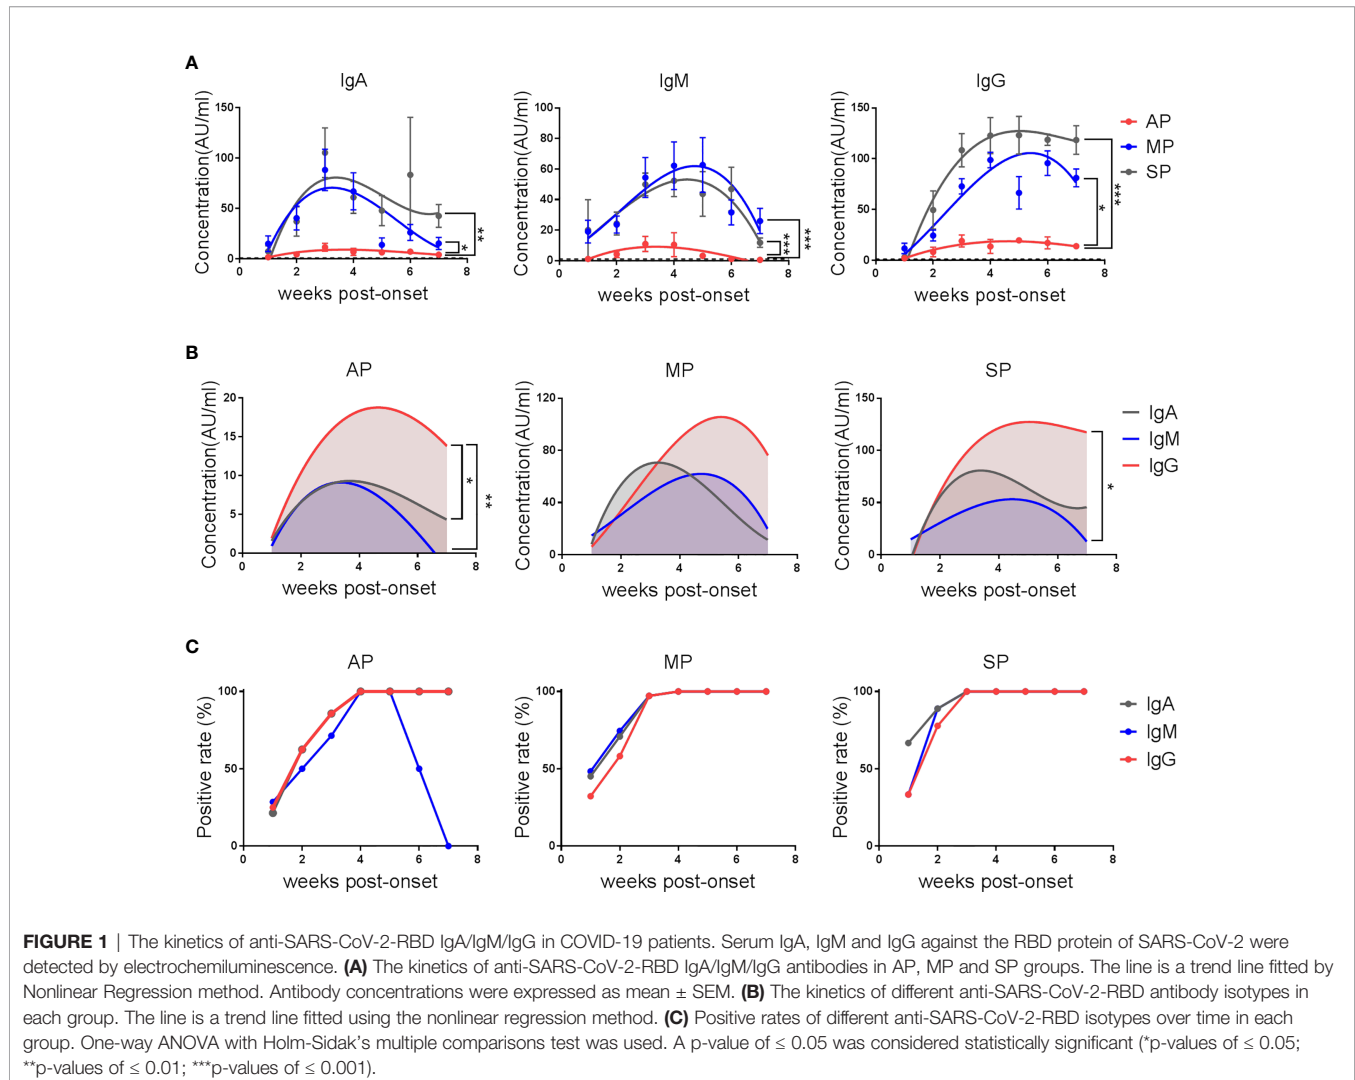 A
IgA
IgM
IgG
Concentration(AU/ml)
150
100
50
0
0 2 4 6 8
weeks post-onset
** 
*
Concentration(AU/ml)
100
80
60
40
20
0
0 2 4 6 8
weeks post-onset
***
***
Concentration(AU/ml)
150
100
50
0
0 2 4 6 8
weeks post-onset
*
***
AP
MP
SP
B
AP
MP
SP
Concentration(AU/ml)
20
15
10
5
0
0 2 4 6 8
weeks post-onset
*
**
Concentration(AU/ml)
120
80
40
0
0 2 4 6 8
weeks post-onset
Concentration(AU/ml)
150
100
50
0
0 2 4 6 8
weeks post-onset
*
IgA
IgM
IgG
C
AP
MP
SP
Positive rate (%)
100
50
0
0 2 4 6 8
weeks post-onset
Positive rate (%)
100
50
0
0 2 4 6 8
weeks post-onset
Positive rate (%)
100
50
0
0 2 4 6 8
weeks post-onset
IgA
IgM
IgG
FIGURE 1 | The kinetics of anti-SARS-CoV-2-RBD IgA/IgM/IgG in COVID-19 patients. Serum IgA, IgM and IgG against the RBD protein of SARS-CoV-2 were
detected by electrochemiluminescence. (A) The kinetics of anti-SARS-CoV-2-RBD IgA/IgM/IgG antibodies in AP, MP and SP groups. The line is a trend line fitted by
Nonlinear Regression method. Antibody concentrations were expressed as mean ± SEM. (B) The kinetics of different anti-SARS-CoV-2-RBD antibody isotypes in
each group. The line is a trend line fitted using the nonlinear regression method. (C) Positive rates of different anti-SARS-CoV-2-RBD isotypes over time in each
group. One-way ANOVA with Holm-Sidak's multiple comparisons test was used. A p-value of ≤ 0.05 was considered statistically significant (*p-values of ≤ 0.05;
**p-values of ≤ 0.01; ***p-values of ≤ 0.001).